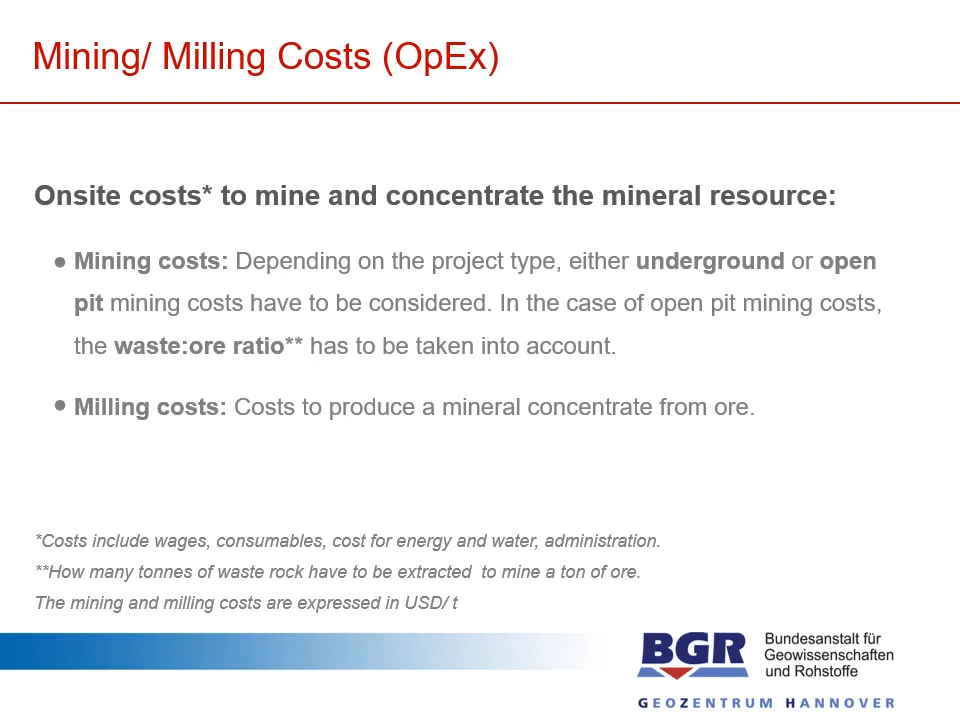 Mining/ Milling Costs (OpEx)
Onsite costs* to mine and concentrate the mineral resource:
● Mining costs: Depending on the project type, either underground or open
pit mining costs have to be considered. In the case of open pit mining costs,
the waste:ore ratio** has to be taken into account.
● Milling costs: Costs to produce a mineral concentrate from ore.
*Costs include wages, consumables, cost for energy and water, administration.
**How many tonnes of waste rock have to be extracted  to mine a ton of ore.
The mining and milling costs are expressed in USD/ t
BGR
Bundesanstalt für
Geowissenschaften
und Rohstoffe
GEOZENTRUM HANNOVER